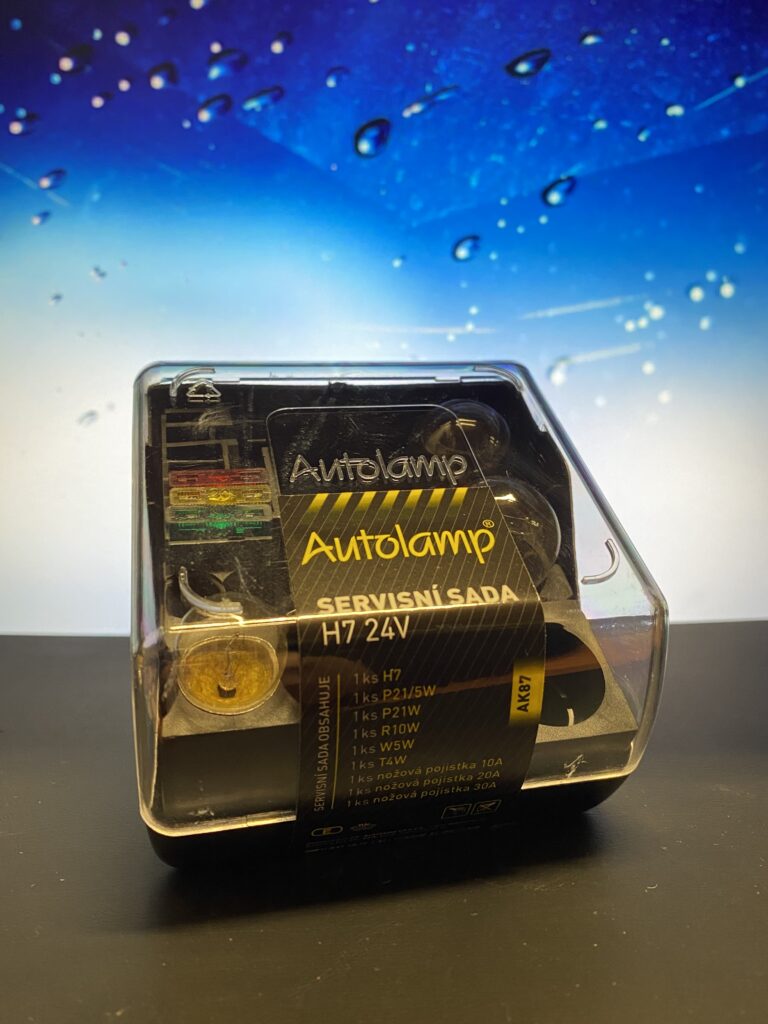 Autolamp
Autolamp®
SERVISNÍ SADA
H7 24V
SERVISNÍ SADA OBSAHUJE
1 ks H7
1 ks P21/5W
1 ks P21W
1 ks R10W
1 ks W5W
1 ks T4W
1 ks nožová pojistka 10A
1 ks nožová pojistka 20A
1 ks nožová pojistka 30A
AK87